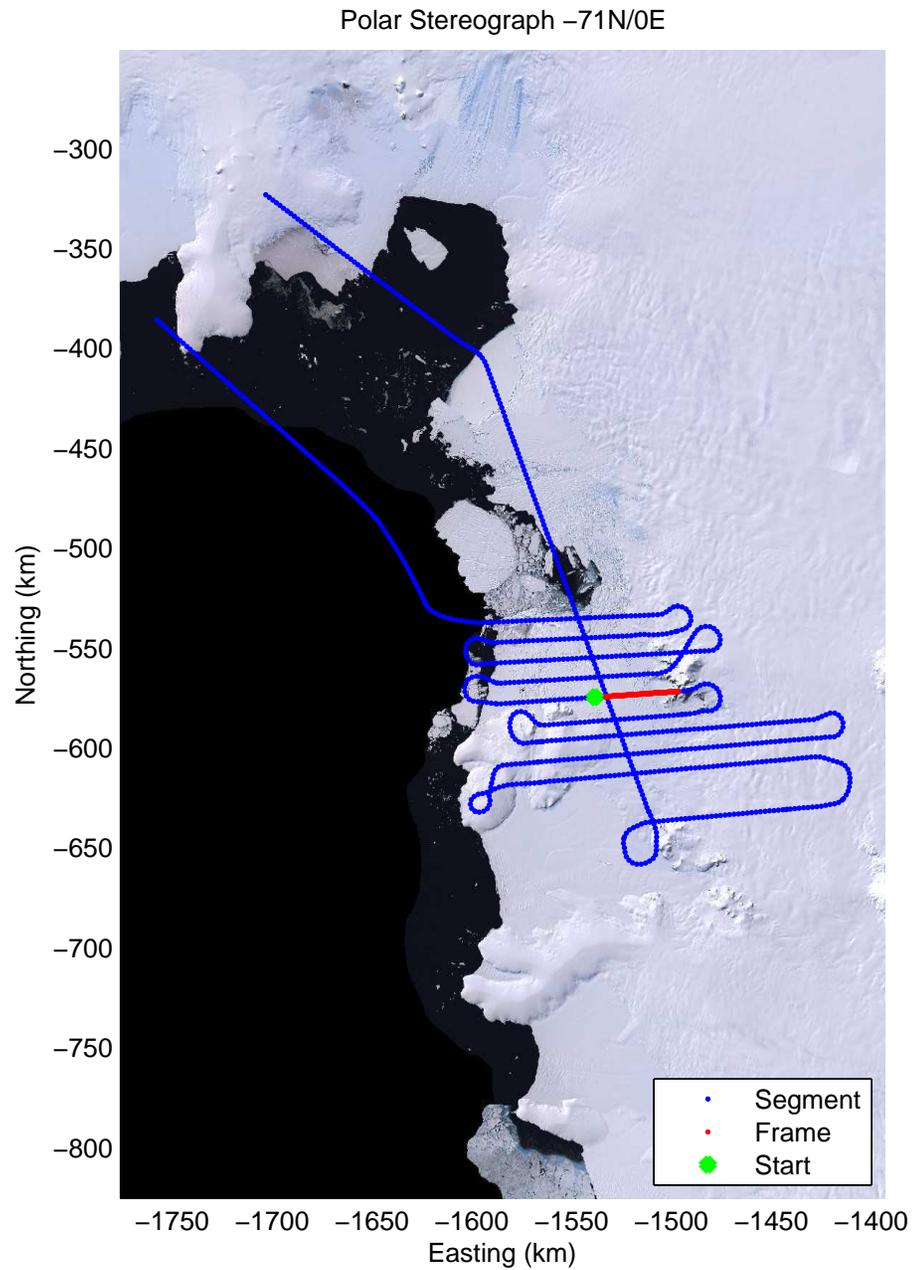 Polar Stereograph −71N/0E
−300
−350
−400
−450
−500
−550
−600
−650
−700
−750
−800
Northing (km)
Segment
Frame
Start
−1750 −1700 −1650 −1600 −1550 −1500 −1450 −1400
Easting (km)